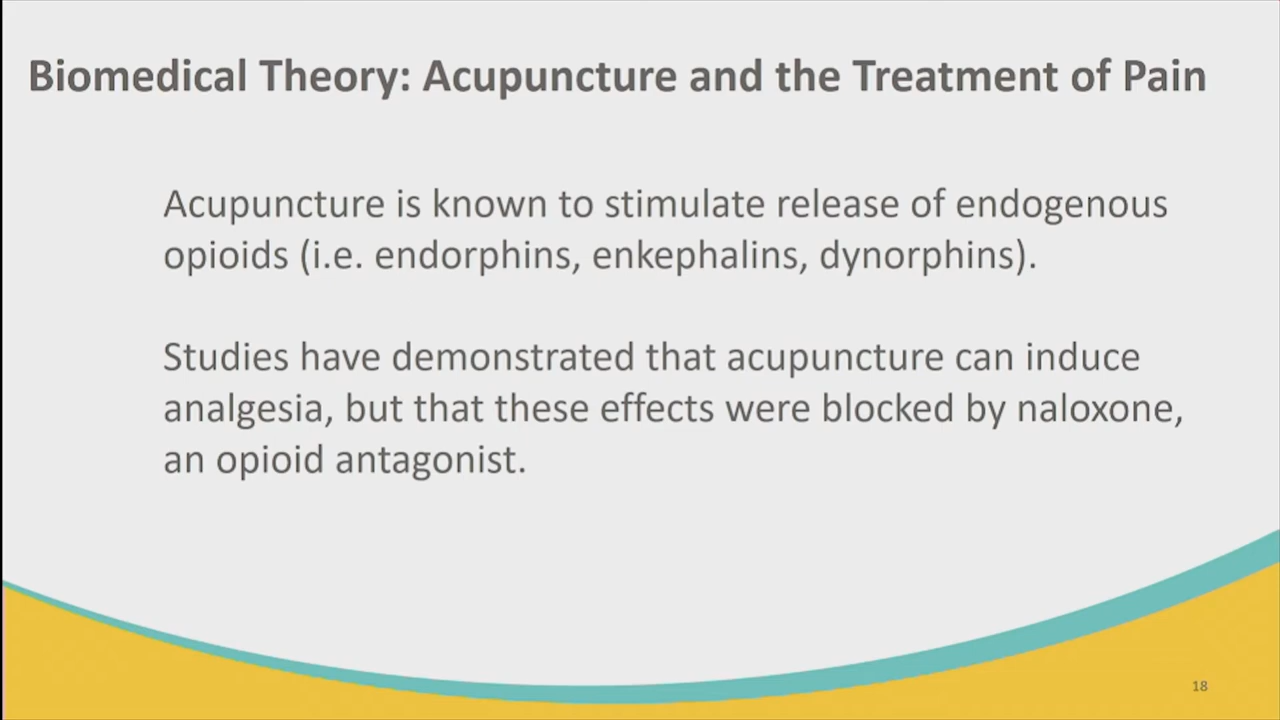 Biomedical Theory: Acupuncture and the Treatment of Pain
Acupuncture is known to stimulate release of endogenous
opioids (i.e. endorphins, enkephalins, dynorphins).
Studies have demonstrated that acupuncture can induce
analgesia, but that these effects were blocked by naloxone,
an opioid antagonist.
18